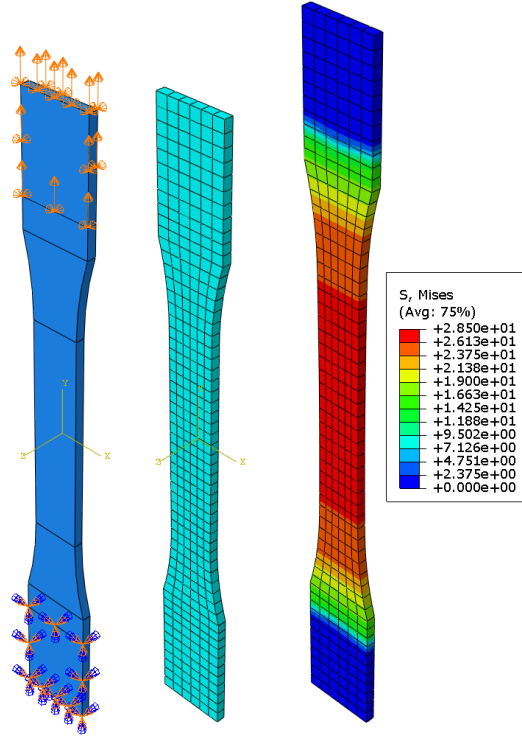 Y
Z
X
Y
Z
X
S, Mises
(Avg: 75%)
+2.850e+01
+2.613e+01
+2.375e+01
+2.138e+01
+1.900e+01
+1.663e+01
+1.425e+01
+1.188e+01
+9.502e+00
+7.126e+00
+4.751e+00
+2.375e+00
+0.000e+00